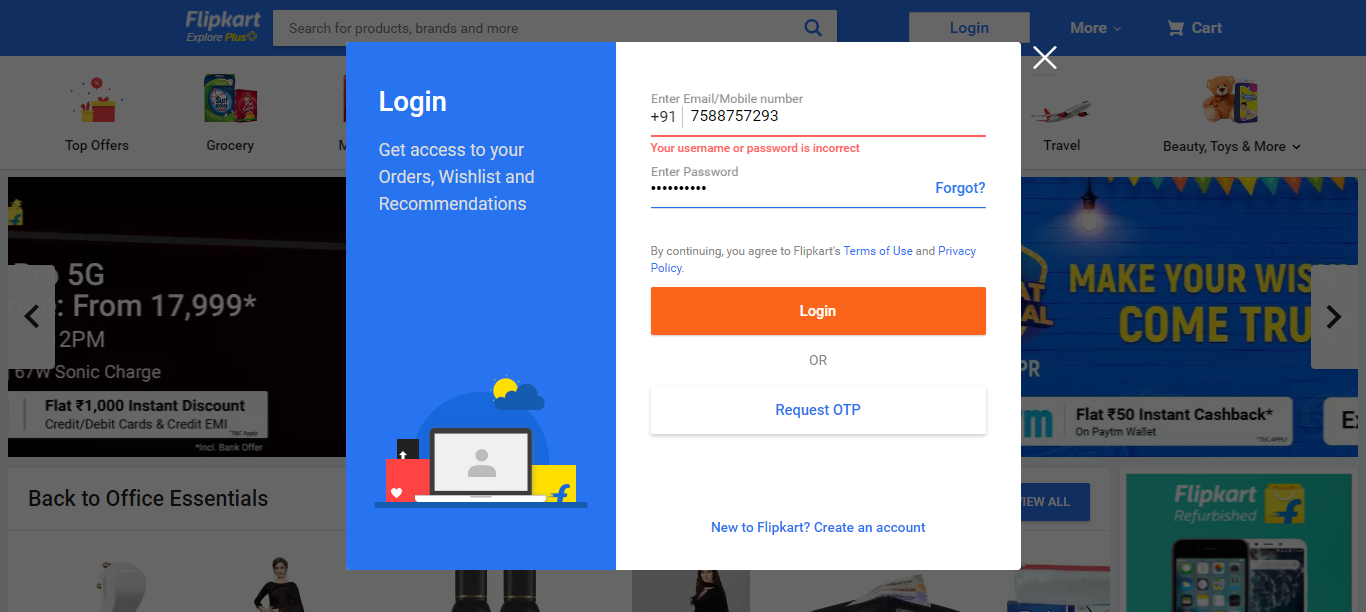 Flipkart
Explore Plus
Search for products, brands and more
Login
More
Cart
Top Offers
Grocery
Travel
Beauty, Toys & More
Login
Get access to your
Orders, Wishlist and
Recommendations
Enter Email/Mobile number
+91 7588757293
Your username or password is incorrect
Enter Password
Forgot?
By continuing, you agree to Flipkart's Terms of Use and Privacy
Policy.
Login
OR
Request OTP
New to Flipkart? Create an account
5G
: From 17,999*
2PM
67W Sonic Charge
Flat ₹1,000 Instant Discount
Credit/Debit Cards & Credit EMI
*T&C Apply
*Incl. Bank Offer
MAKE YOUR WIS
COME TRU
PR
Flat ₹50 Instant Cashback*
On Paytm Wallet
*T&C APPLY
Back to Office Essentials
VIEW ALL
Flipkart
Refurbished